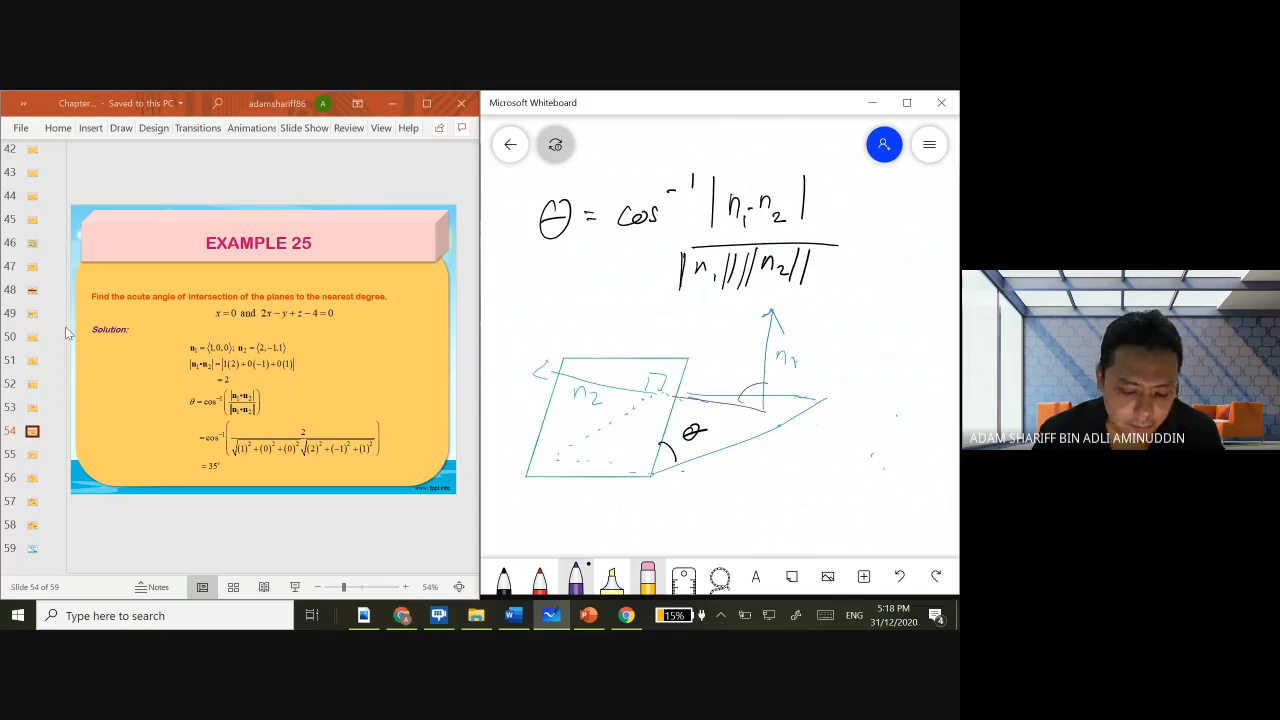 Chapter... - Saved to this PC
adamshariff86
A
File Home Insert Draw Design Transitions Animations Slide Show Review View Help
42
43
44
45
46
47
48
49
50
51
52
53
54
55
56
57
58
59
EXAMPLE 25
Find the acute angle of intersection of the planes to the nearest degree.
x = 0 and 2x − y + z − 4 = 0
Solution:
n₁ = ⟨1,0,0⟩; n₂ = ⟨2,−1,1⟩
|n₁•n₂| = |1(2)+0(−1)+0(1)|
= 2
θ = cos⁻¹(|n₁•n₂| / |n₁•n₂|)
= cos⁻¹(2 / √(1)²+(0)²+(0)² √(2)²+(−1)²+(1)²)
= 35°
www.fppt.info
Slide 54 of 59
Notes
54%
Microsoft Whiteboard
θ = cos⁻¹ |n₁·n₂|
||n₁|| ||n₂||
n₂
n₁
θ
A
ADAM SHARIFF BIN ADLI AMINUDDIN
Type here to search
15%
ENG
5:18 PM
31/12/2020
4